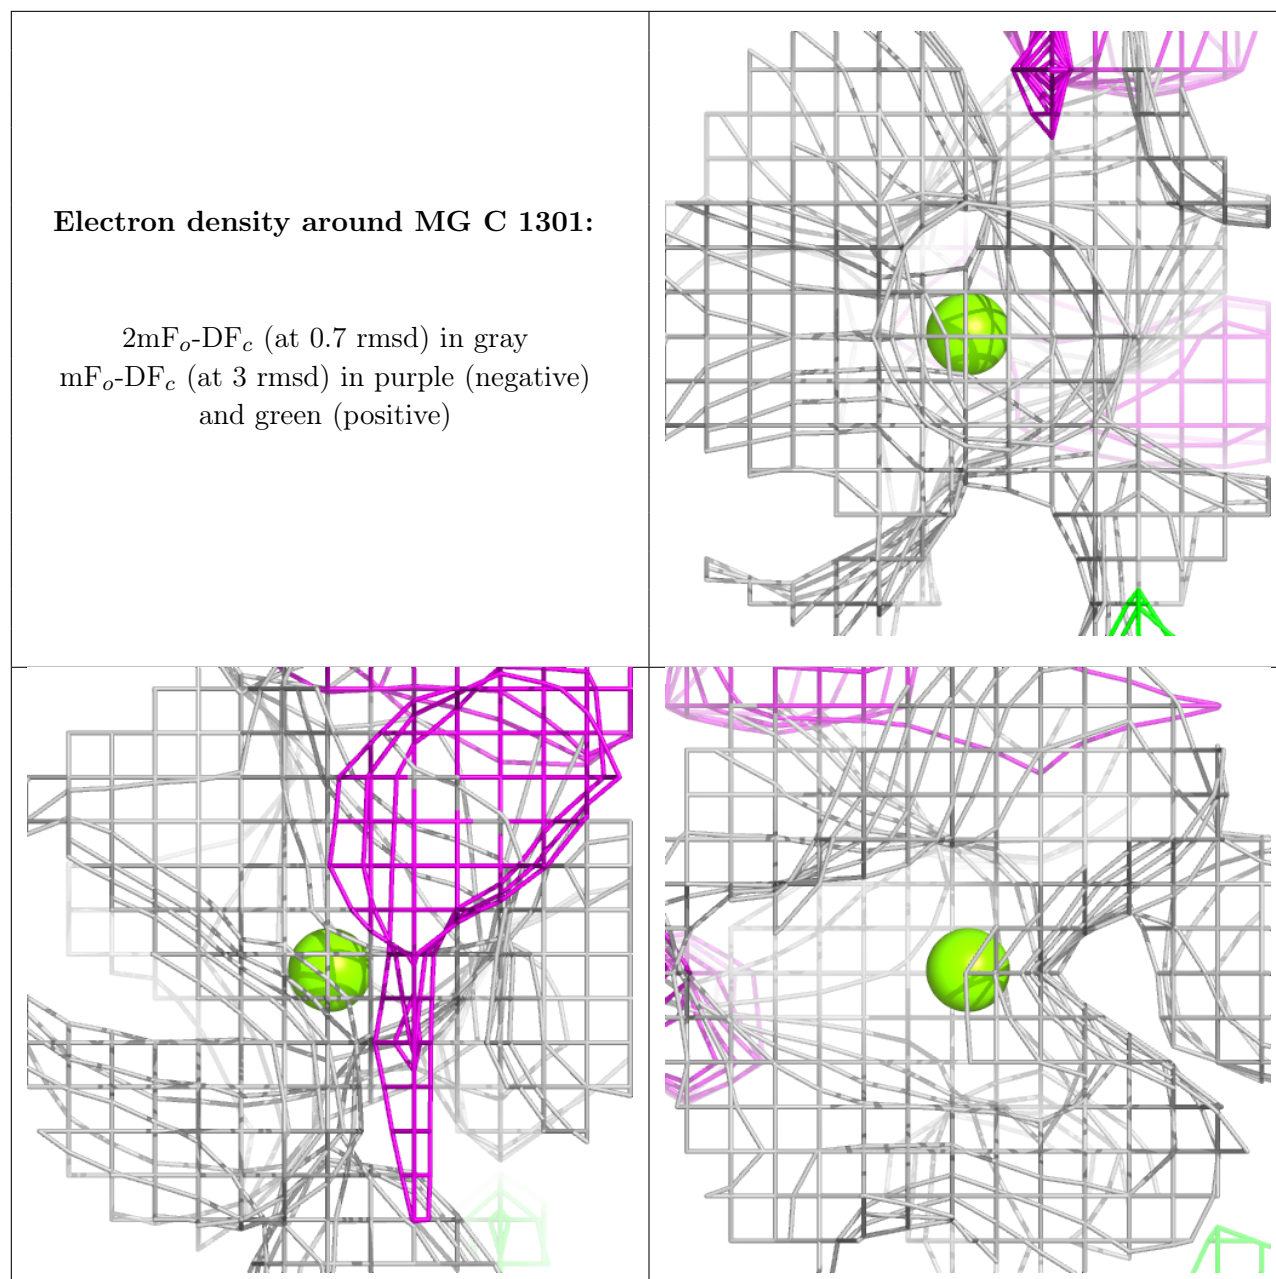 Electron density around MG C 1301:
2mFo-DFc (at 0.7 rmsd) in gray
mFo-DFc (at 3 rmsd) in purple (negative)
and green (positive)